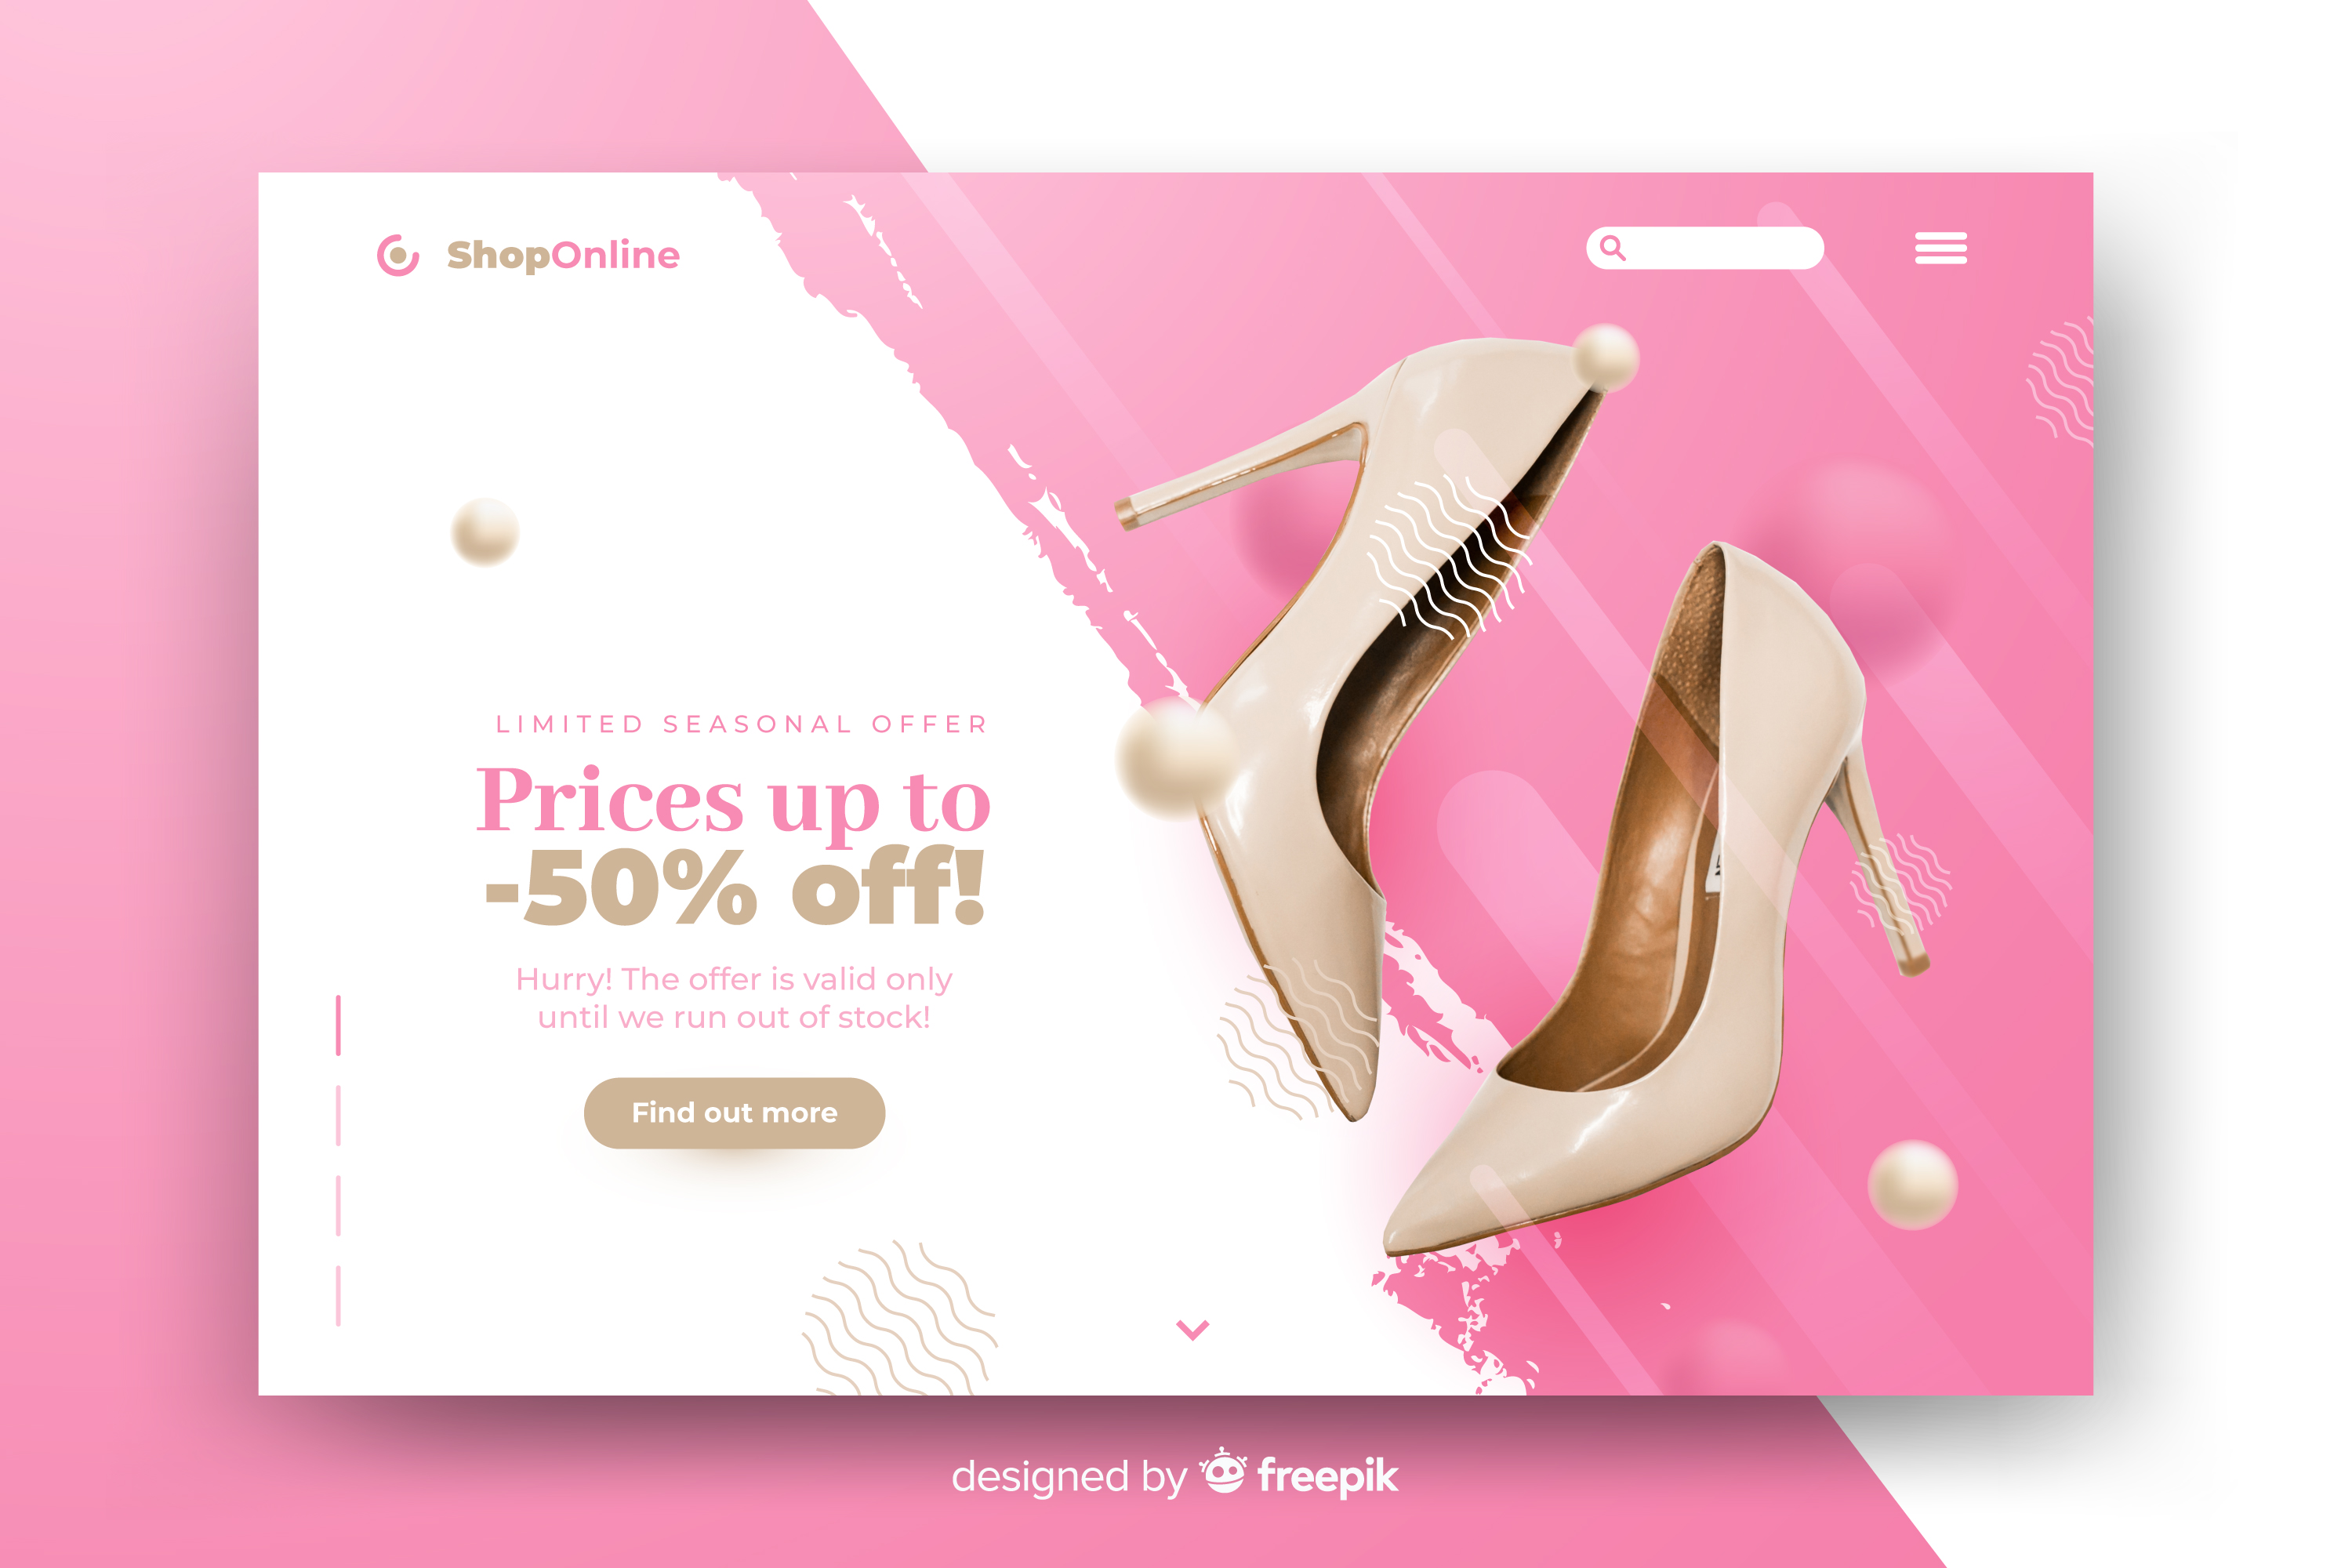 ShopOnline
LIMITED SEASONAL OFFER
Prices up to
-50% off!
Hurry! The offer is valid only
until we run out of stock!
Find out more
designed by freepik